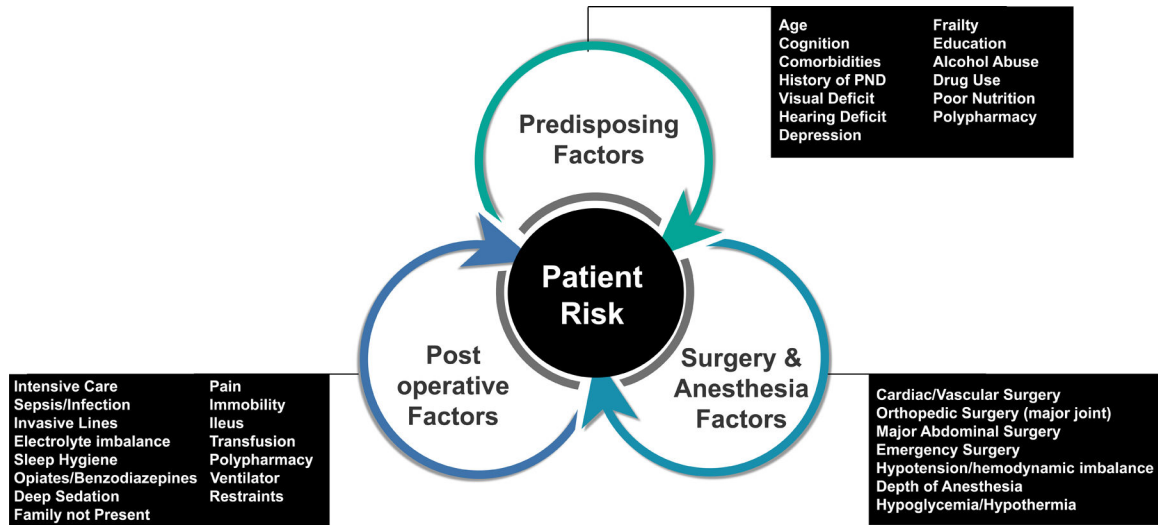 Age Frailty
Cognition Education
Comorbidities Alcohol Abuse
History of PND Drug Use
Visual Deficit Poor Nutrition
Hearing Deficit Polypharmacy
Depression
Predisposing
Factors
Patient
Risk
Post
operative
Factors
Surgery &
Anesthesia
Factors
Intensive Care Pain
Sepsis/Infection Immobility
Invasive Lines Ileus
Electrolyte imbalance Transfusion
Sleep Hygiene Polypharmacy
Opiates/Benzodiazepines Ventilator
Deep Sedation Restraints
Family not Present
Cardiac/Vascular Surgery
Orthopedic Surgery (major joint)
Major Abdominal Surgery
Emergency Surgery
Hypotension/hemodynamic imbalance
Depth of Anesthesia
Hypoglycemia/Hypothermia